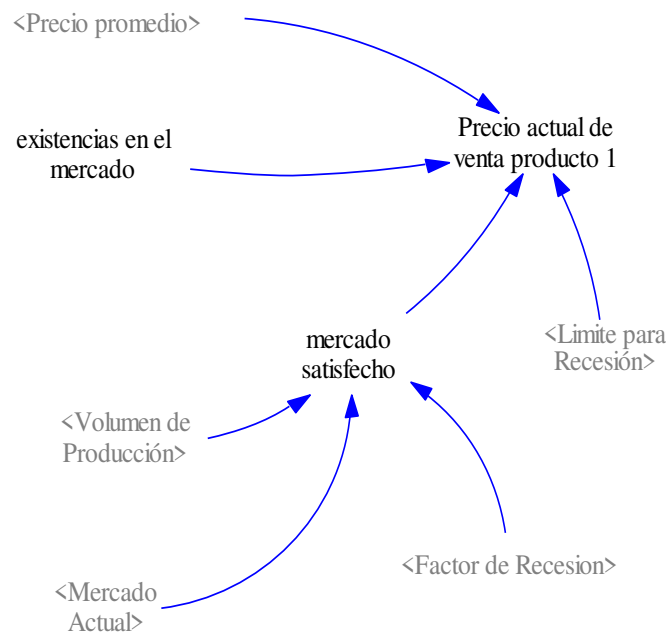 <Precio promedio>
existencias en el
mercado
Precio actual de
venta producto 1
mercado
satisfecho
<Limite para
Recesión>
<Volumen de
Producción>
<Factor de Recesion>
<Mercado
Actual>